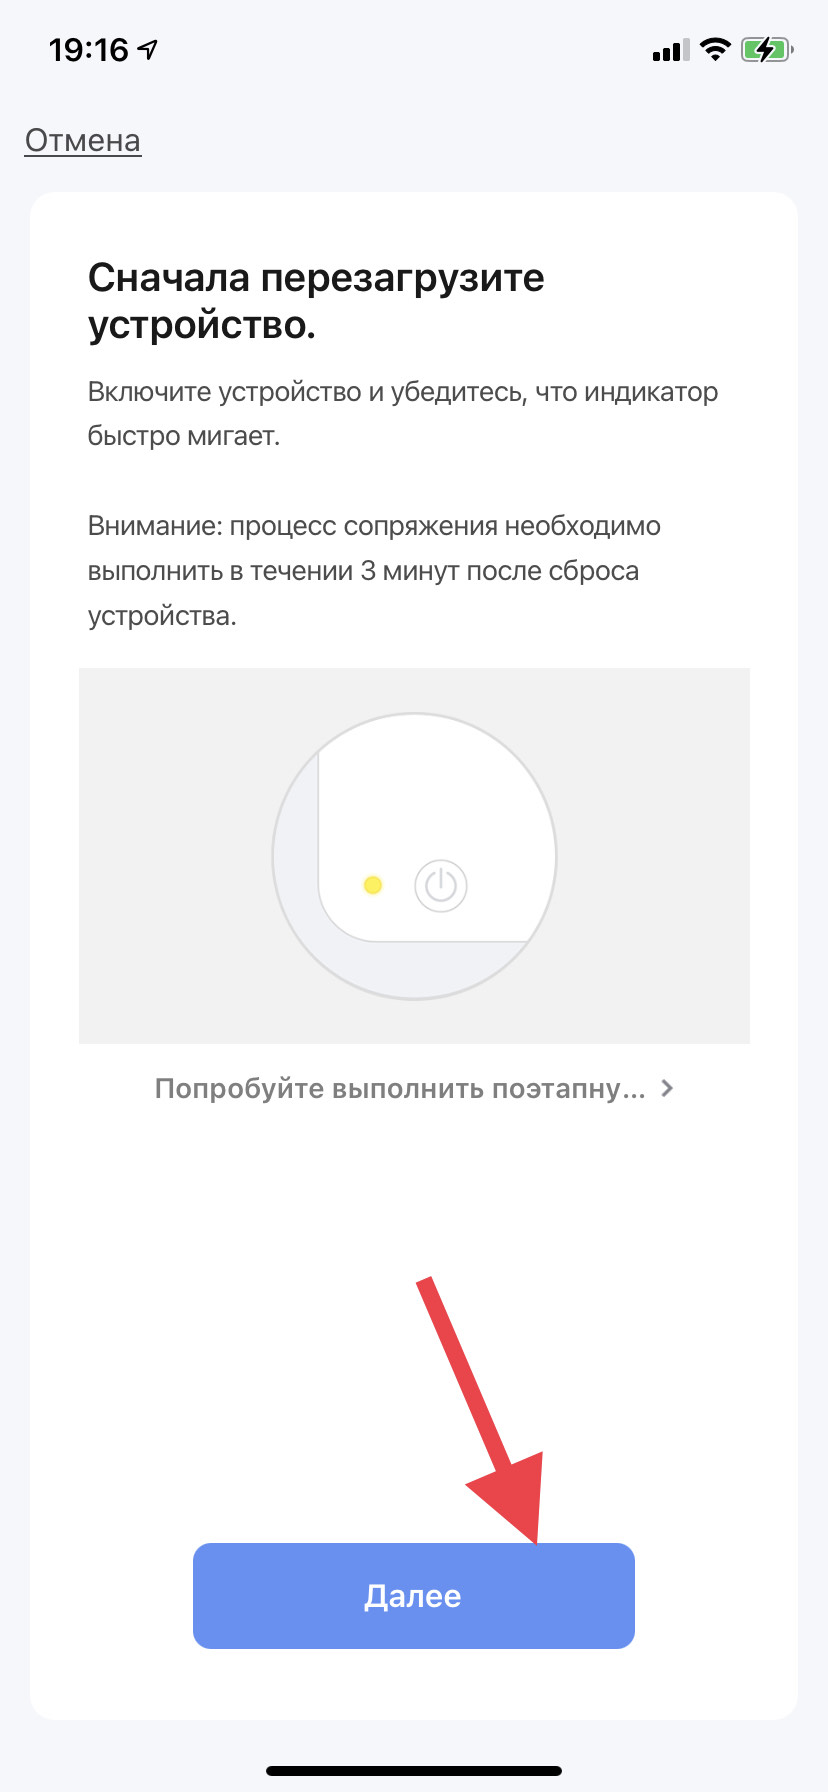 19:16
Отмена
Сначала перезагрузите
устройство.
Включите устройство и убедитесь, что индикатор
быстро мигает.
Внимание: процесс сопряжения необходимо
выполнить в течении 3 минут после сброса
устройства.
Попробуйте выполнить поэтапну...
Далее